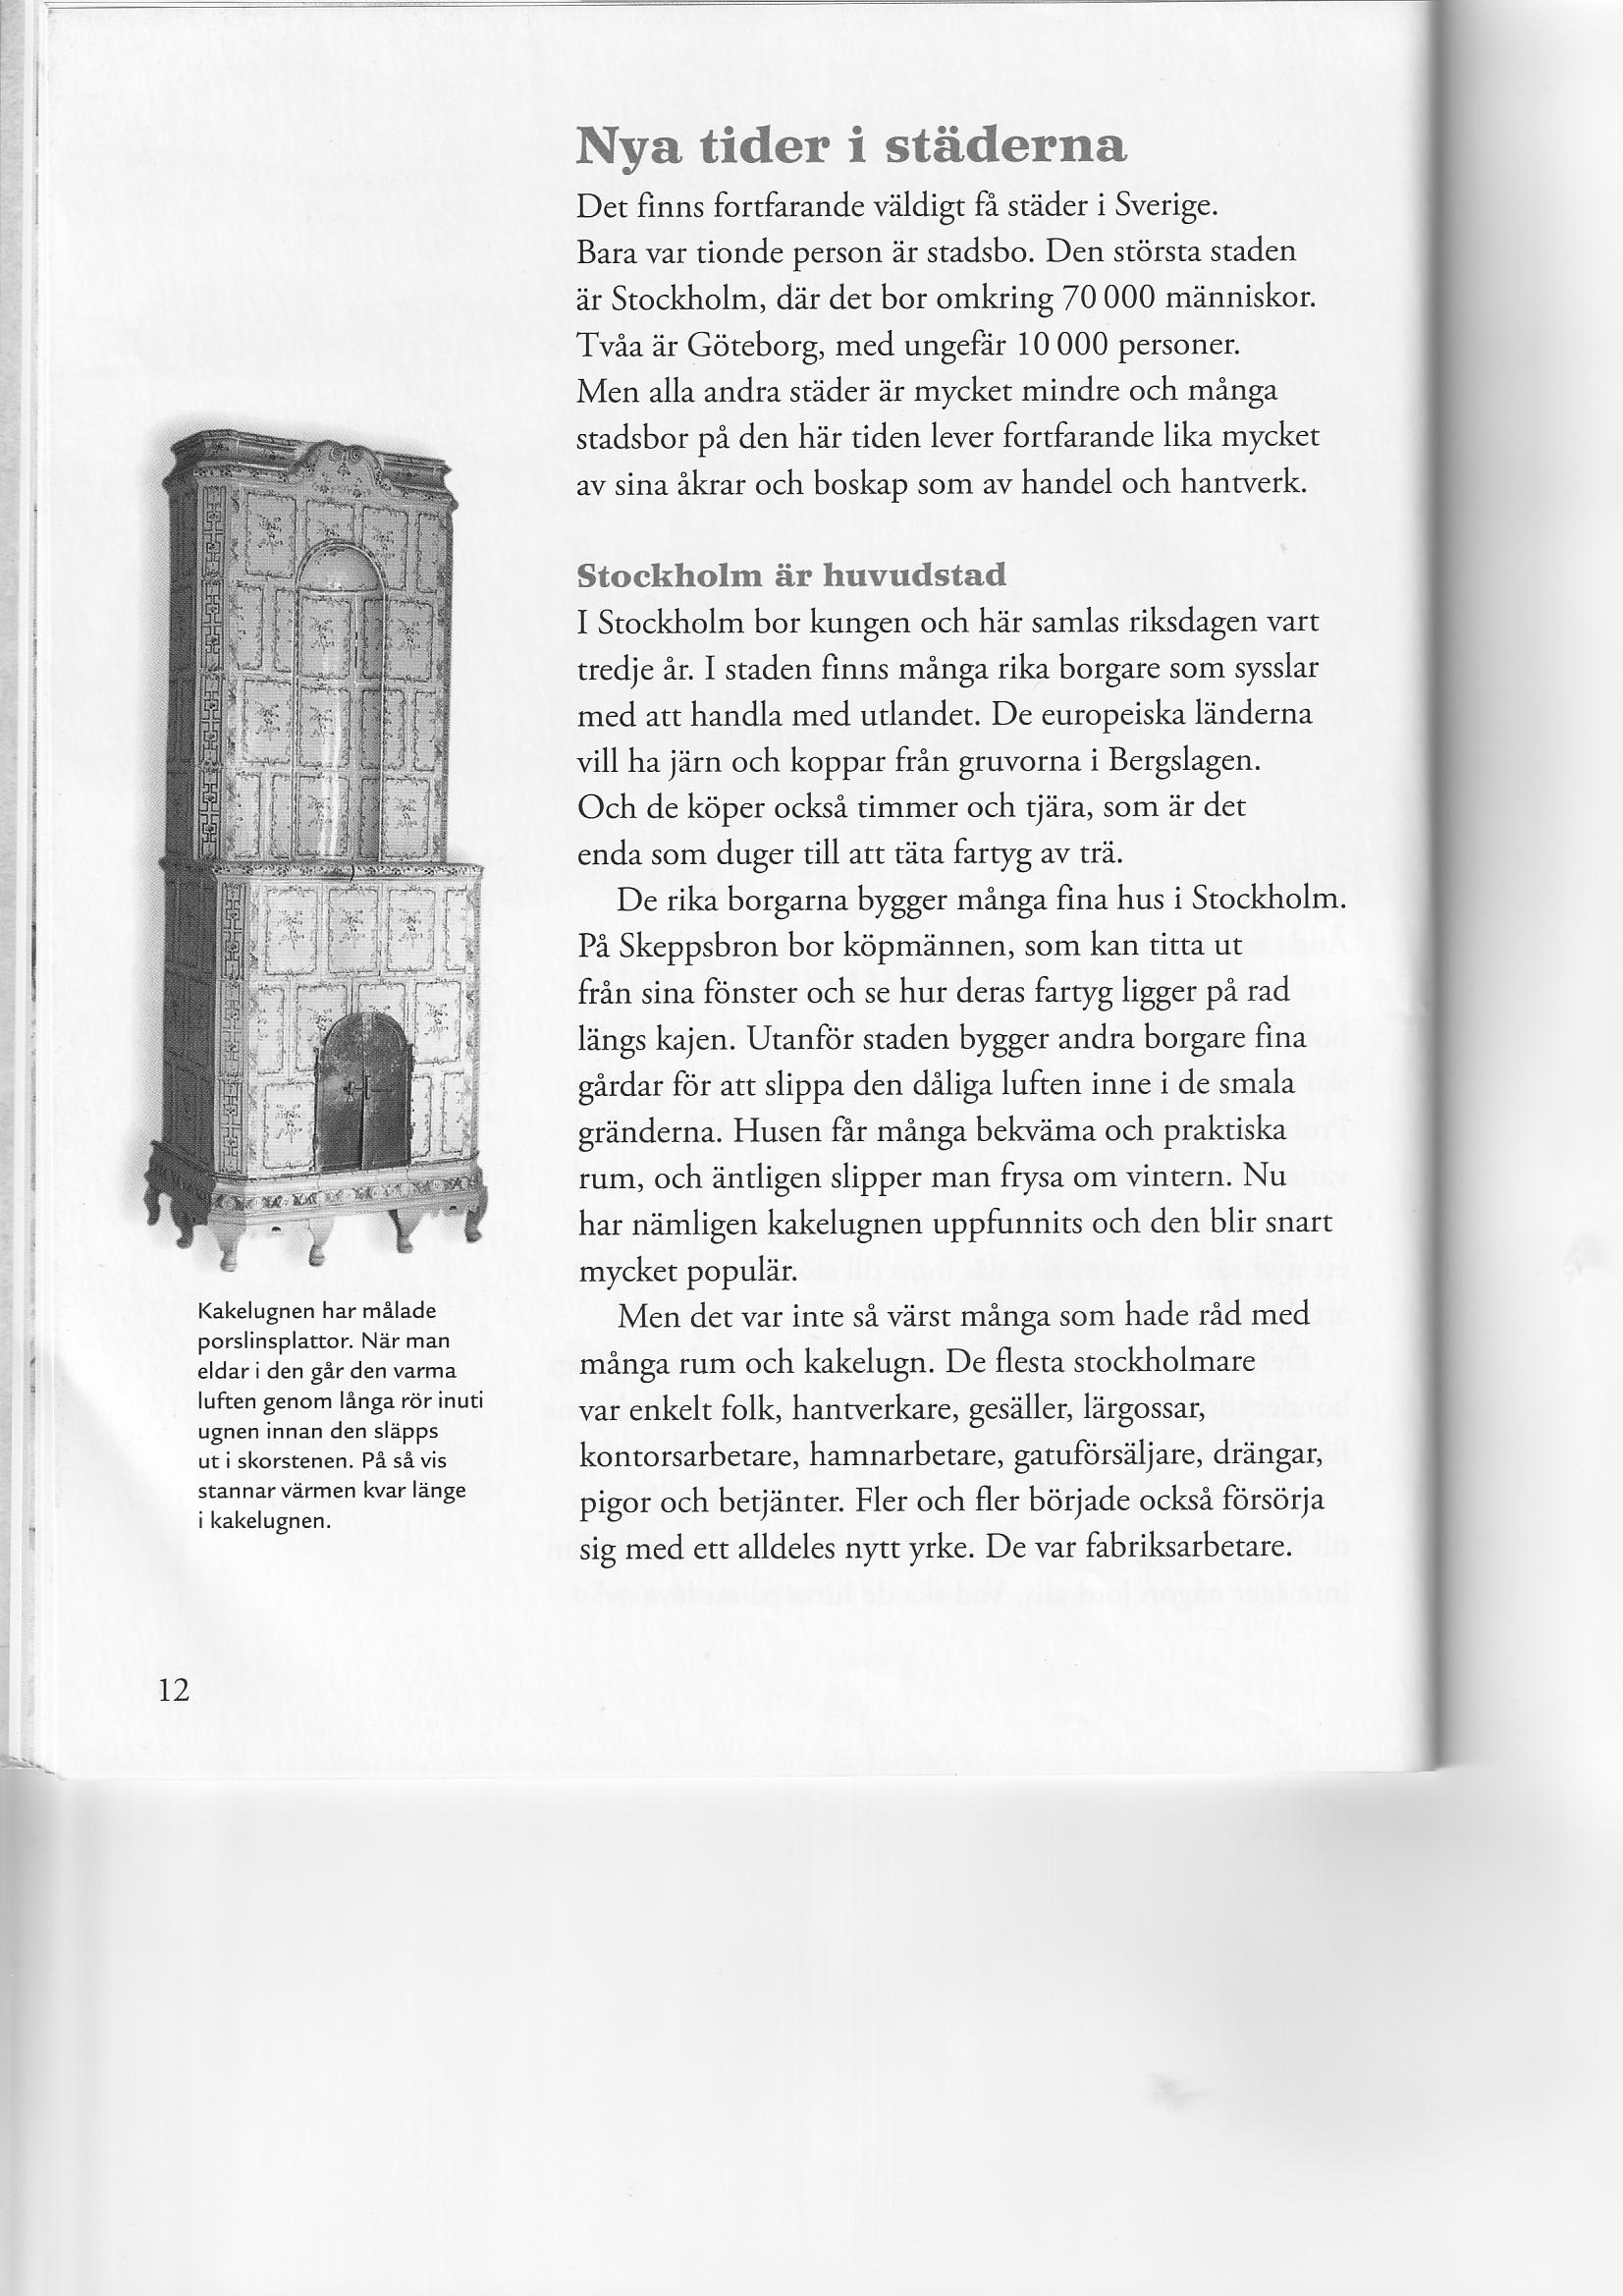 Nya tider i städerna
Det finns fortfarande väldigt få städer i Sverige.
Bara var tionde person är stadsbo. Den största staden
är Stockholm, där det bor omkring 70 000 människor.
Tvåa är Göteborg, med ungefär 10 000 personer.
Men alla andra städer är mycket mindre och många
stadsbor på den här tiden lever fortfarande lika mycket
av sina åkrar och boskap som av handel och hantverk.
Stockholm är huvudstad
I Stockholm bor kungen och här samlas riksdagen vart
tredje år. I staden finns många rika borgare som sysslar
med att handla med utlandet. De europeiska länderna
vill ha järn och koppar från gruvorna i Bergslagen.
Och de köper också timmer och tjära, som är det
enda som duger till att täta fartyg av trä.
De rika borgarna bygger många fina hus i Stockholm.
På Skeppsbron bor köpmännen, som kan titta ut
från sina fönster och se hur deras fartyg ligger på rad
längs kajen. Utanför staden bygger andra borgare fina
gårdar för att slippa den dåliga luften inne i de smala
gränderna. Husen får många bekväma och praktiska
rum, och äntligen slipper man frysa om vintern. Nu
har nämligen kakelugnen uppfunnits och den blir snart
mycket populär.
Men det var inte så värst många som hade råd med
många rum och kakelugn. De flesta stockholmare
var enkelt folk, hantverkare, gesäller, lärgossar,
kontorsarbetare, hamnarbetare, gatuförsäljare, drängar,
pigor och betjänter. Fler och fler började också försörja
sig med ett alldeles nytt yrke. De var fabriksarbetare.
Kakelugnen har målade
porslinsplattor. När man
eldar i den går den varma
luften genom långa rör inuti
ugnen innan den släpps
ut i skorstenen. På så vis
stannar värmen kvar länge
i kakelugnen.
12